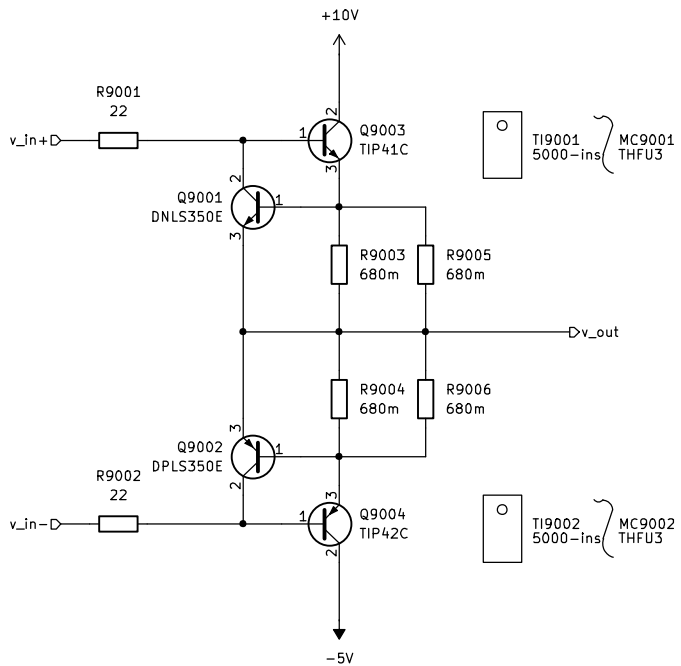 +10V
R9001
22
v_in+
1
2
3
Q9003
TIP41C
TI9001
5000-ins
MC9001
THFU3
2
Q9001
DNLS350E
1
3
R9003
680m
R9005
680m
v_out
R9004
680m
R9006
680m
3
Q9002
DPLS350E
1
2
R9002
22
v_in-
1
3
2
Q9004
TIP42C
TI9002
5000-ins
MC9002
THFU3
-5V